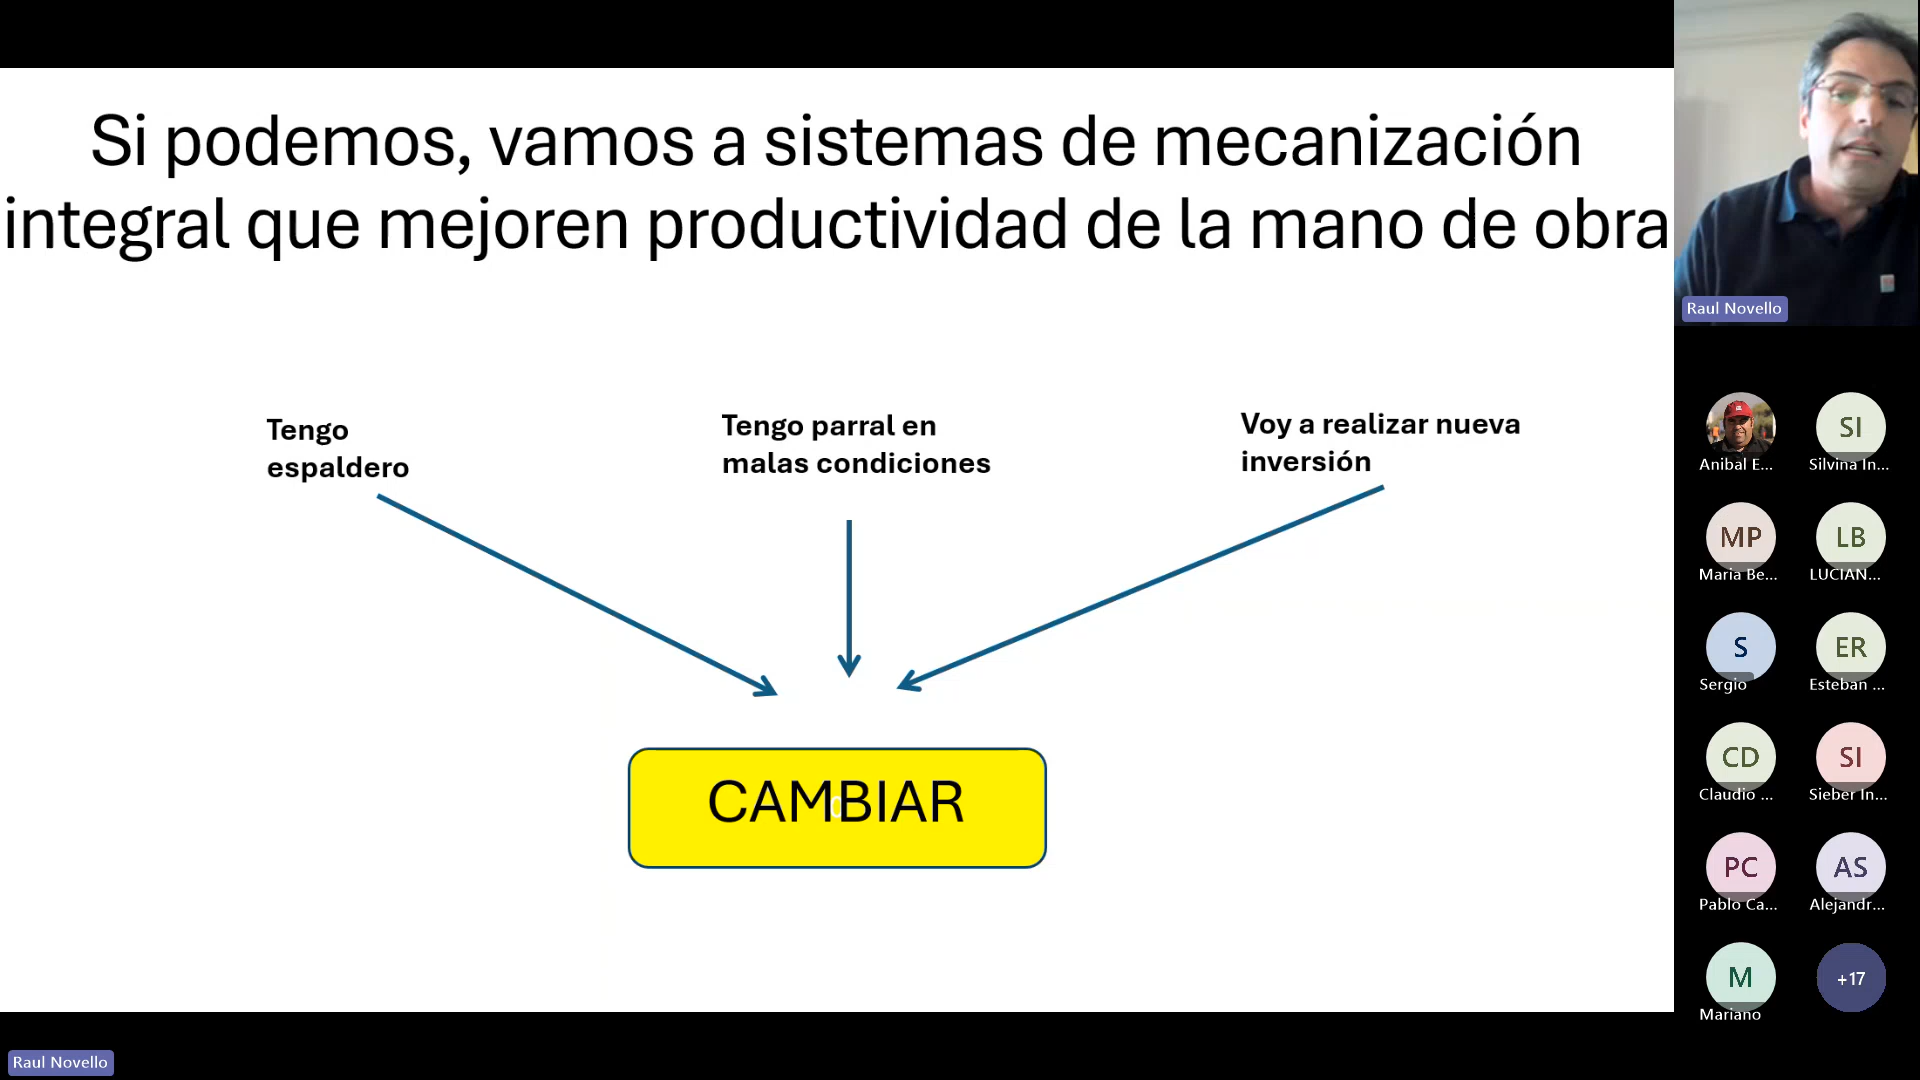 Si podemos, vamos a sistemas de mecanización
integral que mejoren productividad de la mano de obra
Tengo
espaldero
Tengo parral en
malas condiciones
Voy a realizar nueva
inversión
CAMBIAR
Raul Novello
Anibal E...
SI
Silvina In...
MP
Maria Be...
LB
LUCIAN...
S
Sergio
ER
Esteban ...
CD
Claudio ...
SI
Sieber In...
PC
Pablo Ca...
AS
Alejandr...
M
Mariano
+17
Raul Novello